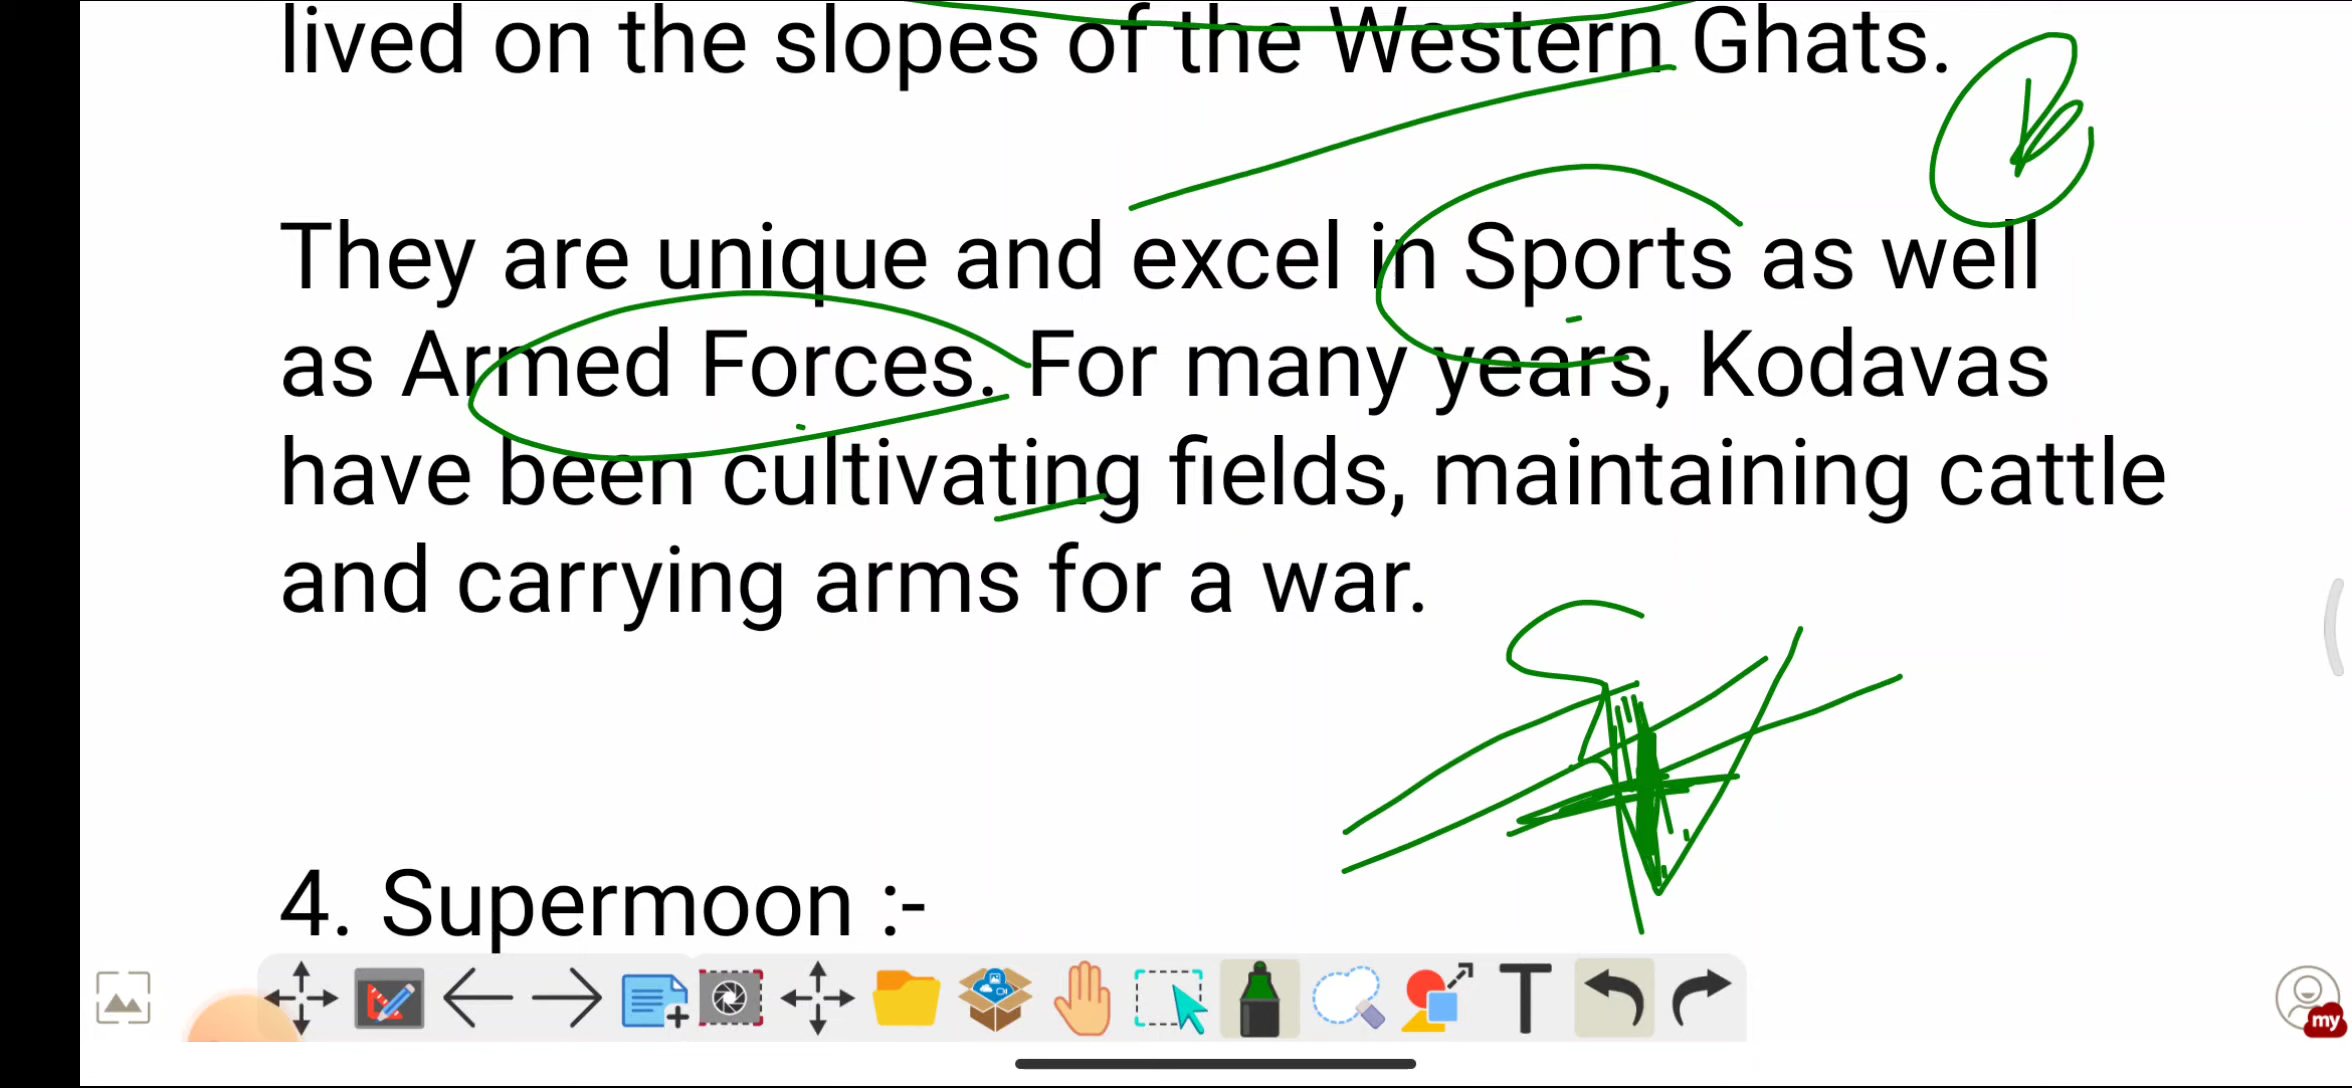 lived on the slopes of the Western Ghats.
They are unique and excel in Sports as well
as Armed Forces. For many years, Kodavas
have been cultivating fields, maintaining cattle
and carrying arms for a war.
4. Supermoon :-
T
my